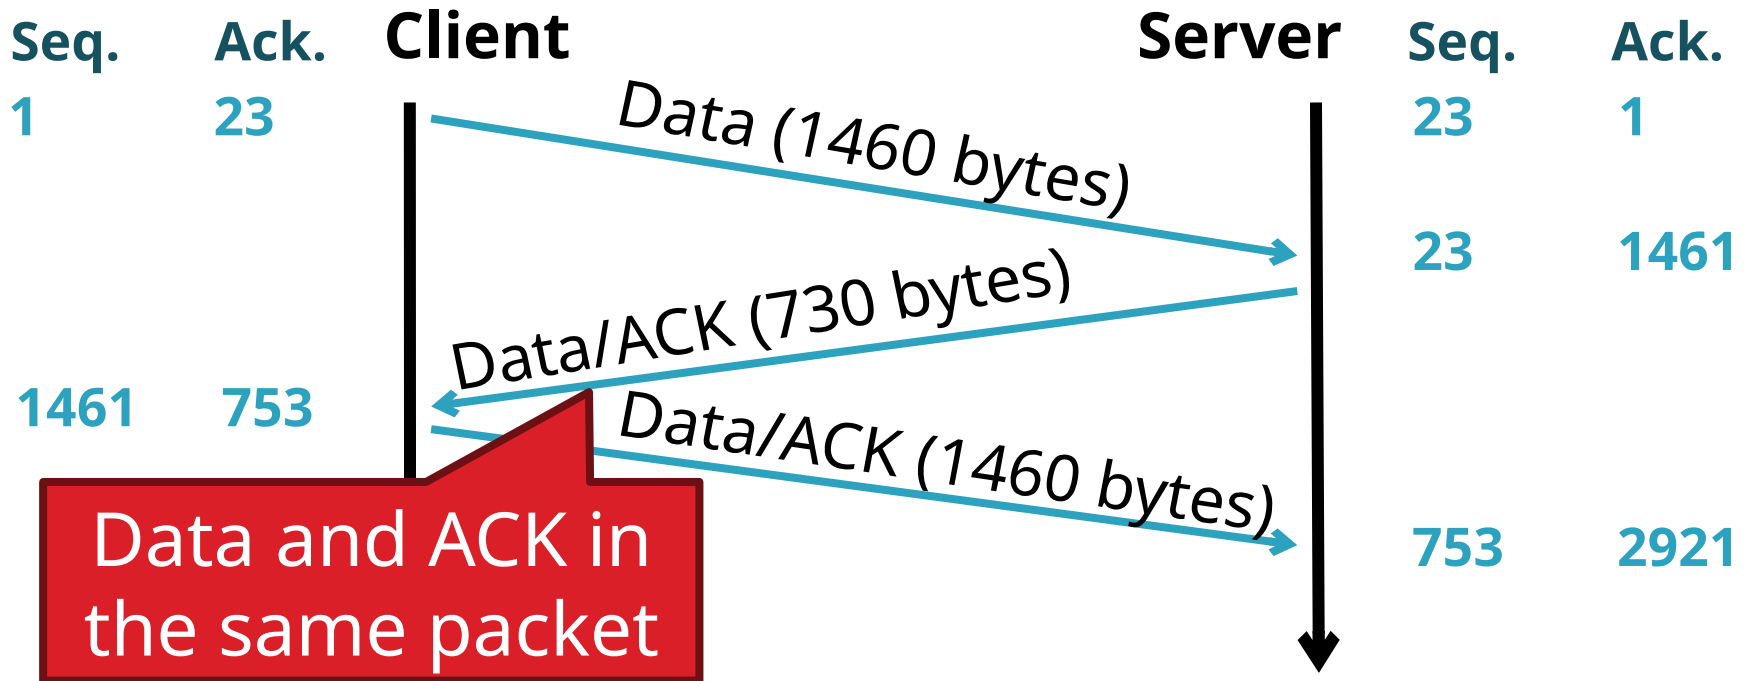 Seq. Ack. Client Server Seq. Ack.
1 23 23 1
Data (1460 bytes)
23 1461
Data/ACK (730 bytes)
1461 753
Data/ACK (1460 bytes)
753 2921
Data and ACK in
the same packet